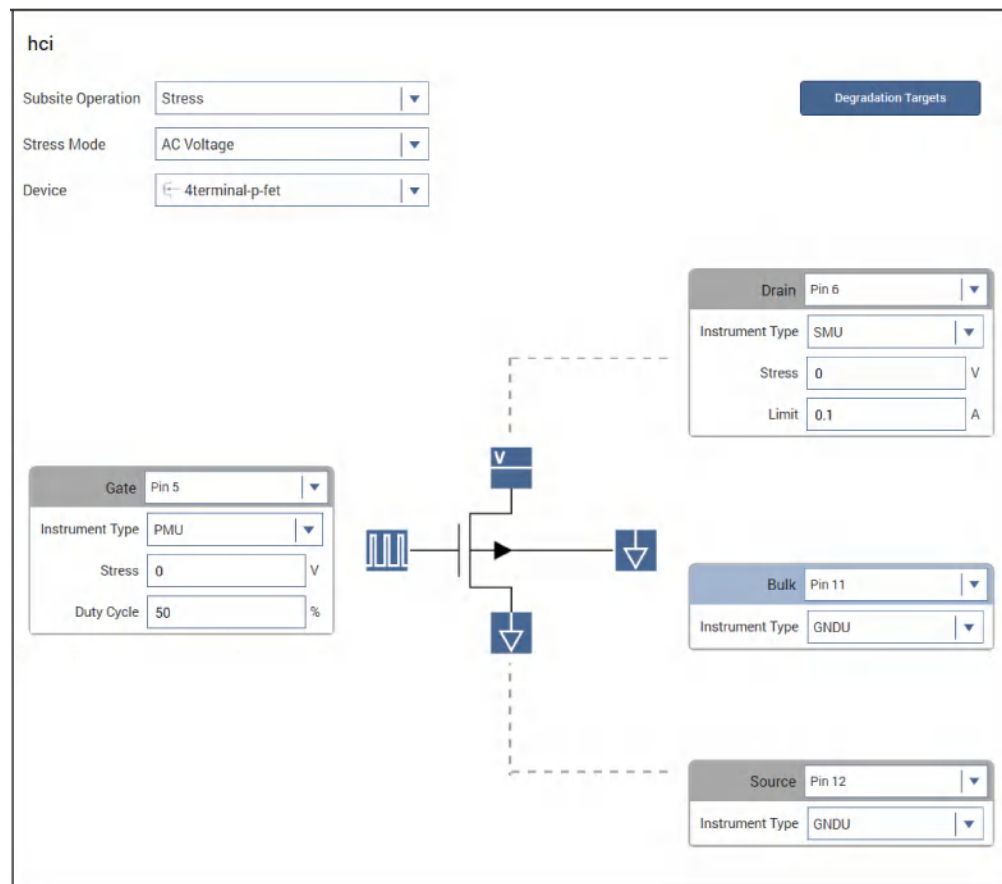 hci
Subsite Operation Stress
Degradation Targets
Stress Mode AC Voltage
Device 4terminal-p-fet
Drain Pin 6
Instrument Type SMU
Stress 0 V
Limit 0.1 A
V
Gate Pin 5
Instrument Type PMU
Stress 0 V
Duty Cycle 50 %
Bulk Pin 11
Instrument Type GNDU
Source Pin 12
Instrument Type GNDU